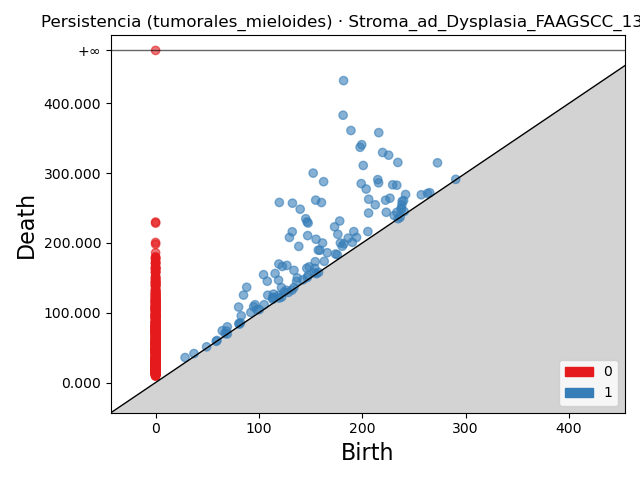 Persistencia (tumorales_mieloides) · Stroma_ad_Dysplasia_FAAGSCC_13
+∞
400.000
300.000
200.000
100.000
0.000
Death
0
1
0 100 200 300 400
Birth